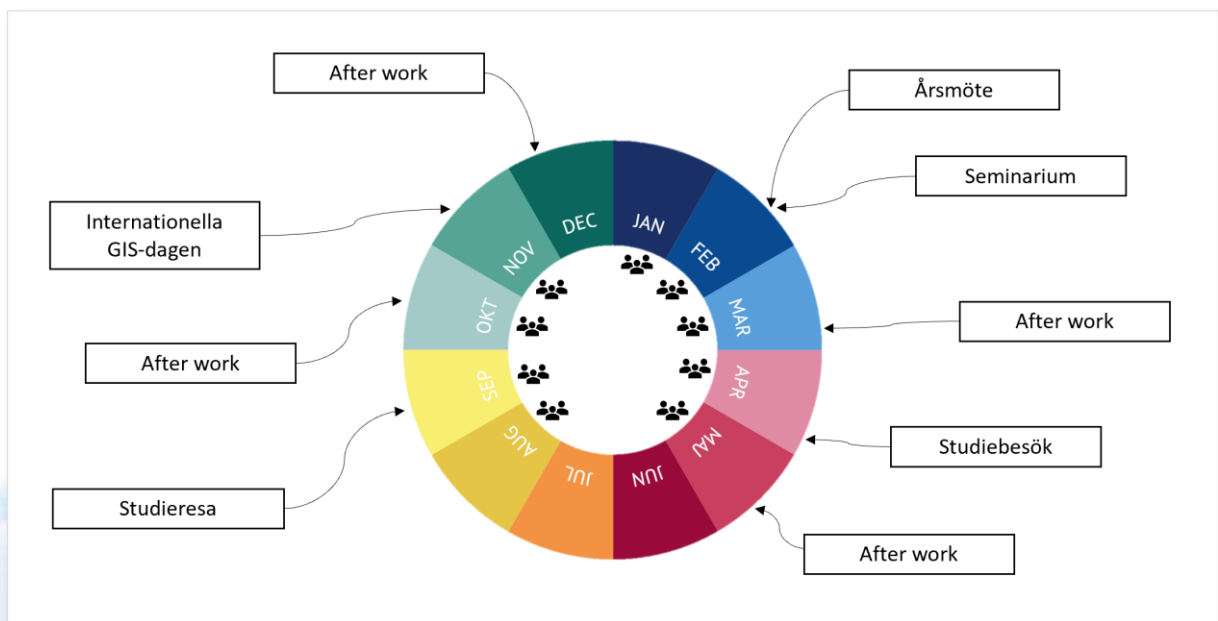 After work
Årsmöte
Seminarium
Internationella
GIS-dagen
After work
After work
Studiebesök
Studieresa
After work
JAN
FEB
MAR
APR
MAJ
JUN
JUL
AUG
SEP
OKT
NOV
DEC